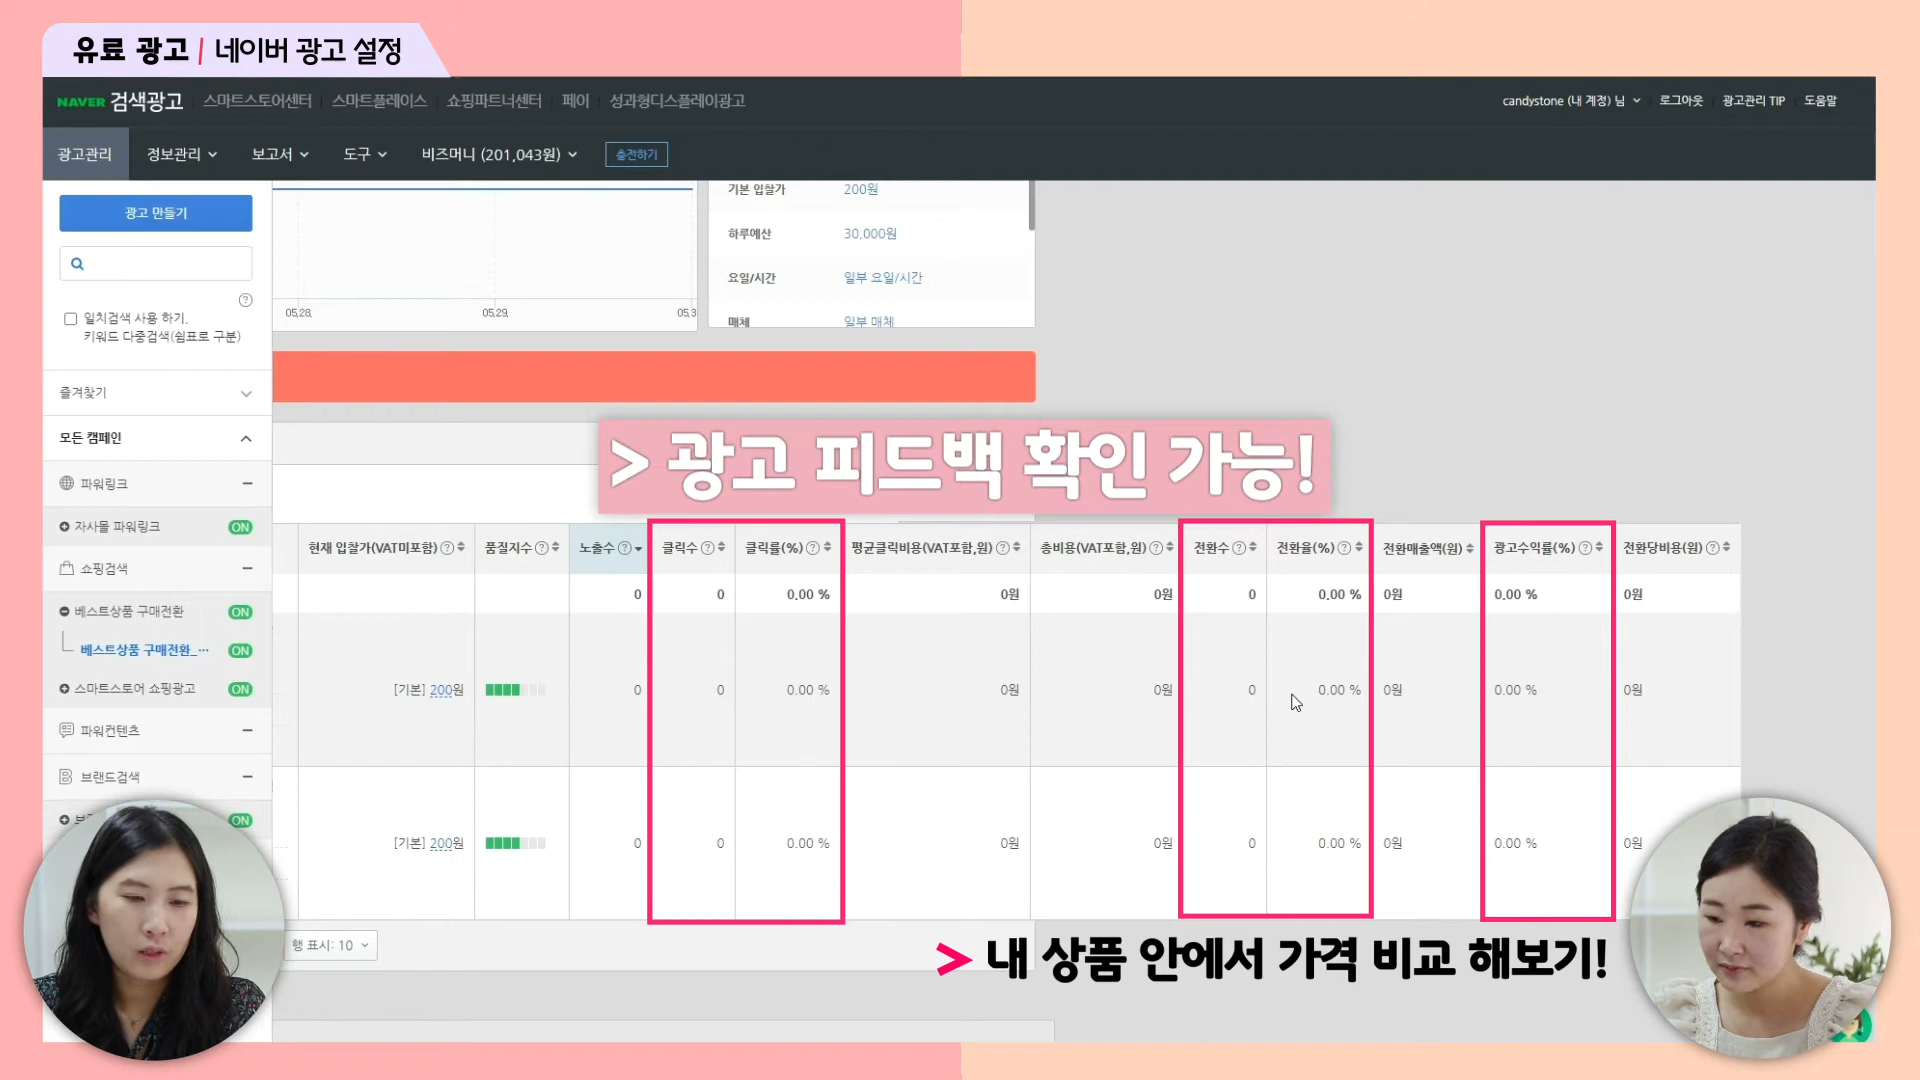 유료 광고 | 네이버 광고 설정
NAVER 검색광고 스마트스토어센터 스마트플레이스 쇼핑파트너센터 페이 성과형디스플레이광고
candystone (내 계정) 님 로그아웃 광고관리 TIP 도움말
광고관리 정보관리 보고서 도구 비즈머니 (201,043원) 충전하기
광고 만들기
일치검색 사용 하기.
키워드 다중검색(쉼표로 구분)
즐겨찾기
모든 캠페인
파워링크
자사몰 파워링크 ON
쇼핑검색
베스트상품 구매전환 ON
베스트상품 구매전환_··· ON
스마트스토어 쇼핑광고 ON
파워컨텐츠
브랜드검색
ON
05.28. 05.29. 05.3
기본 입찰가 200원
하루예산 30,000원
요일/시간 일부 요일/시간
매체 일부 매체
> 광고 피드백 확인 가능!
현재 입찰가(VAT미포함) 품질지수 노출수 클릭수 클릭률(%) 평균클릭비용(VAT포함,원) 총비용(VAT포함,원) 전환수 전환율(%) 전환매출액(원) 광고수익률(%) 전환당비용(원)
0 0 0.00 % 0원 0원 0 0.00 % 0원 0.00 % 0원
[기본] 200원 0 0 0.00 % 0원 0원 0 0.00 % 0원 0.00 % 0원
[기본] 200원 0 0 0.00 % 0원 0원 0 0.00 % 0원 0.00 % 0원
행 표시: 10
> 내 상품 안에서 가격 비교 해보기!